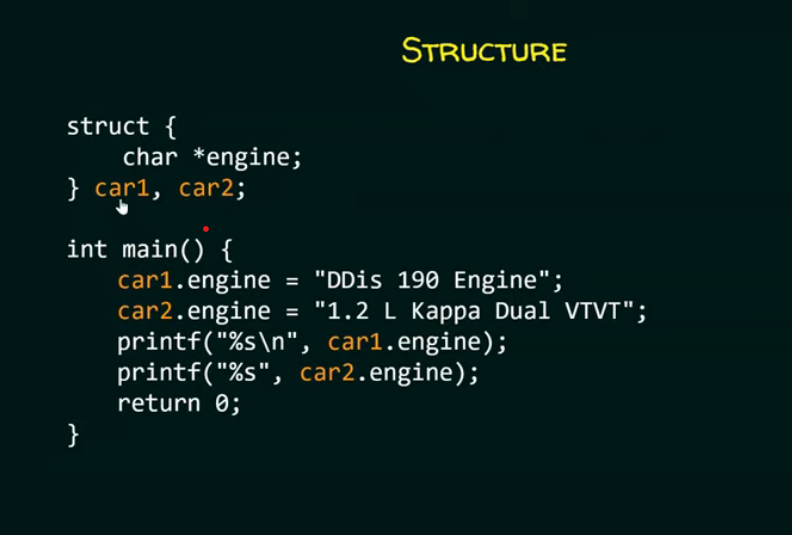 STRUCTURE
struct {
    char *engine;
} car1, car2;
int main() {
    car1.engine = "DDis 190 Engine";
    car2.engine = "1.2 L Kappa Dual VTVT";
    printf("%s\n", car1.engine);
    printf("%s", car2.engine);
    return 0;
}